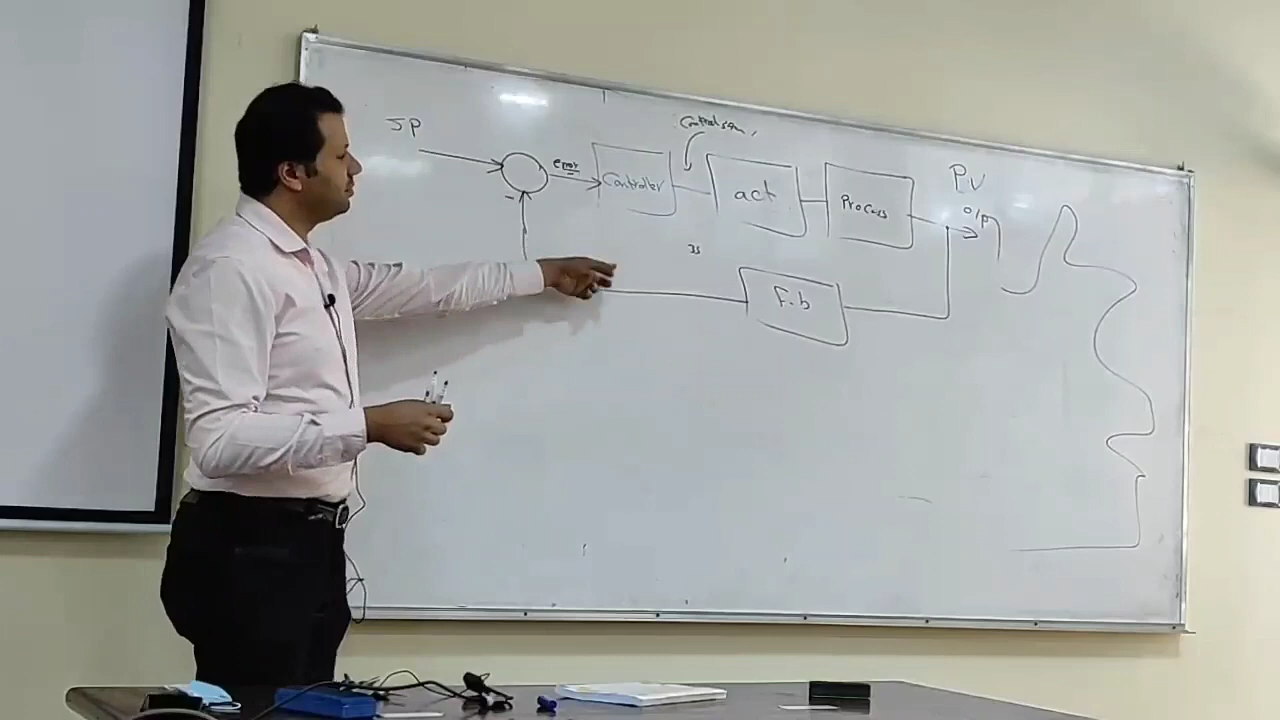 SP
error
-
Controller
act
Process
PV
o/p
F.b